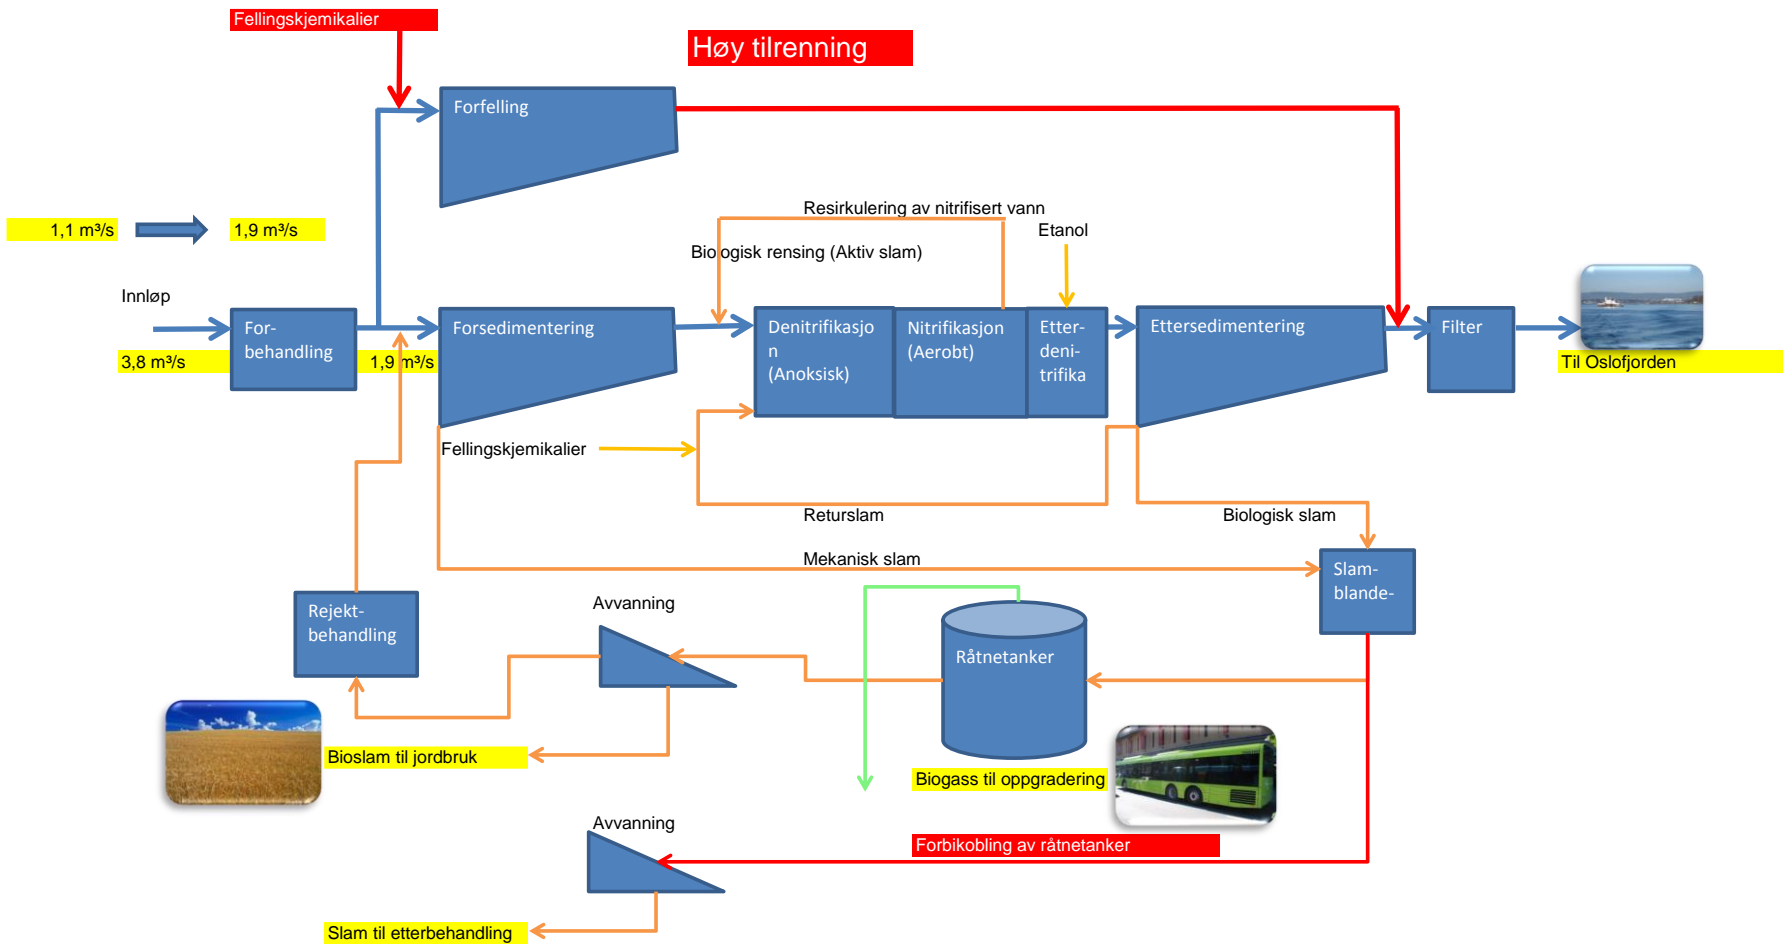 Fellingskjemikalier
Høy tilrenning
Forfelling
Resirkulering av nitrifisert vann
1,1 m³/s
1,9 m³/s
Etanol
Biologisk rensing (Aktiv slam)
Innløp
For-
behandling
Forsedimentering
Denitrifikasjo
n
(Anoksisk)
Nitrifikasjon
(Aerobt)
Etter-
deni-
trifika
Ettersedimentering
Filter
3,8 m³/s
1,9 m³/s
Til Oslofjorden
Fellingskjemikalier
Returslam
Biologisk slam
Mekanisk slam
Slam-
blande-
Rejekt-
behandling
Avvanning
Råtnetanker
Bioslam til jordbruk
Biogass til oppgradering
Avvanning
Forbikobling av råtnetanker
Slam til etterbehandling